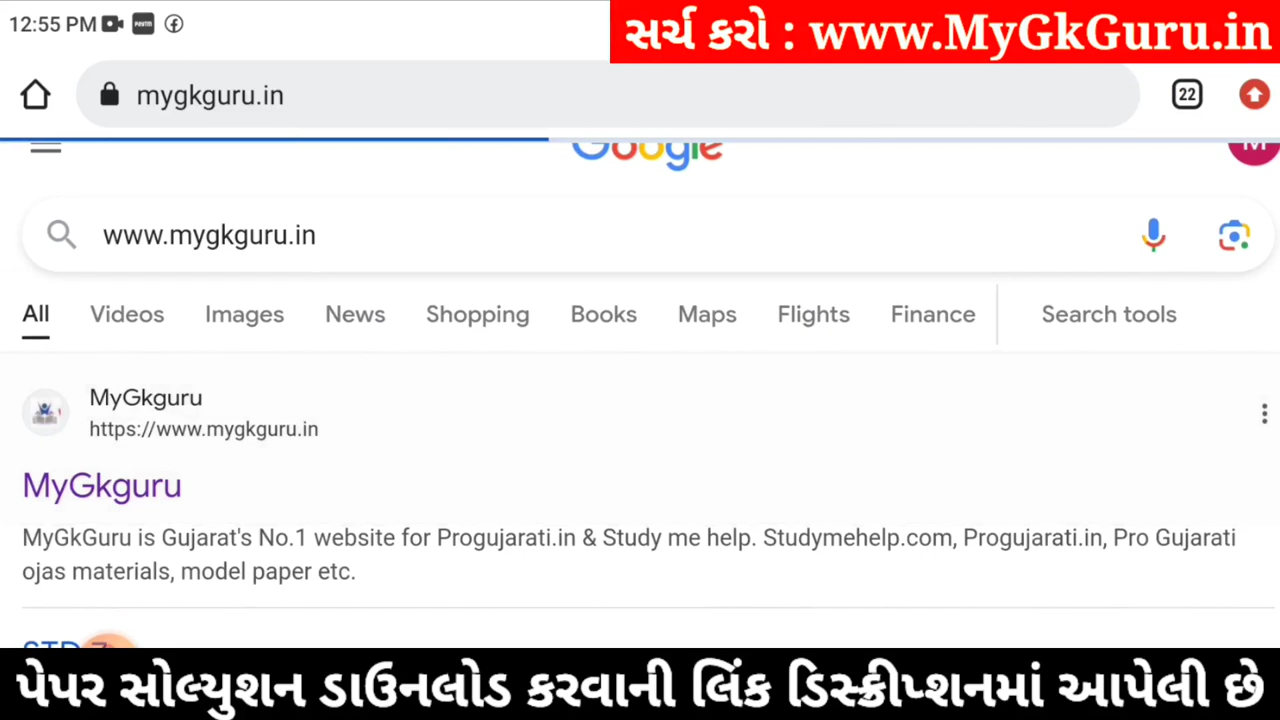 12:55 PM
સર્ચ કરો : www.MyGkGuru.in
mygkguru.in
22
Google
M
www.mygkguru.in
All Videos Images News Shopping Books Maps Flights Finance Search tools
MyGkguru
https://www.mygkguru.in
MyGkguru
MyGkGuru is Gujarat's No.1 website for Progujarati.in & Study me help. Studymehelp.com, Progujarati.in, Pro Gujarati
ojas materials, model paper etc.
STD 7
પેપર સોલ્યુશન ડાઉનલોડ કરવાની લિંક ડિસ્ક્રીપ્શનમાં આપેલી છે